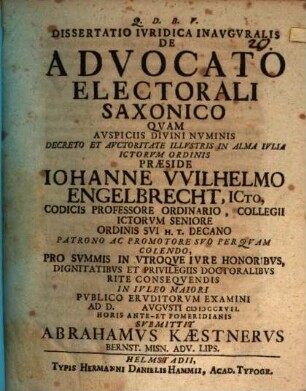 Q. D. B. V.
DISSERTATIO IVRIDICA INAVGVRALIS
20.
DE
ADVOCATO
ELECTORALI
SAXONICO
QVAM
AVSPICIIS DIVINI NVMINIS
DECRETO ET AVCTORITATE ILLVSTRIS IN ALMA IVLIA
ICTORVM ORDINIS
PRÆSIDE
IOHANNE VVILHELMO
ENGELBRECHT, ICTO,
CODICIS PROFESSORE ORDINARIO, COLLEGII
ICTORVM SENIORE
ORDINIS SVI H. T. DECANO
PATRONO AC PROMOTORE SVO PERQVAM
COLENDO,
PRO SVMMIS IN VTROQVE IVRE HONORIBVS,
DIGNITATIBVS ET PRIVILEGIIS DOCTORALIBVS
RITE CONSEQVENDIS
IN IVLEO MAIORI
PVBLICO ERVDITORVM EXAMINI
AD D. AVGVSTI
HORIS ANTE-ET POMERIDIANIS
SVBMITTIT
ABRAHAMVS KÆSTNERVS
BERNST. MISN. ADV. LIPS.
HELMSTADII,
TYPIS HERMANNI DANIELIS HAMMII, ACAD. TYPOGR.